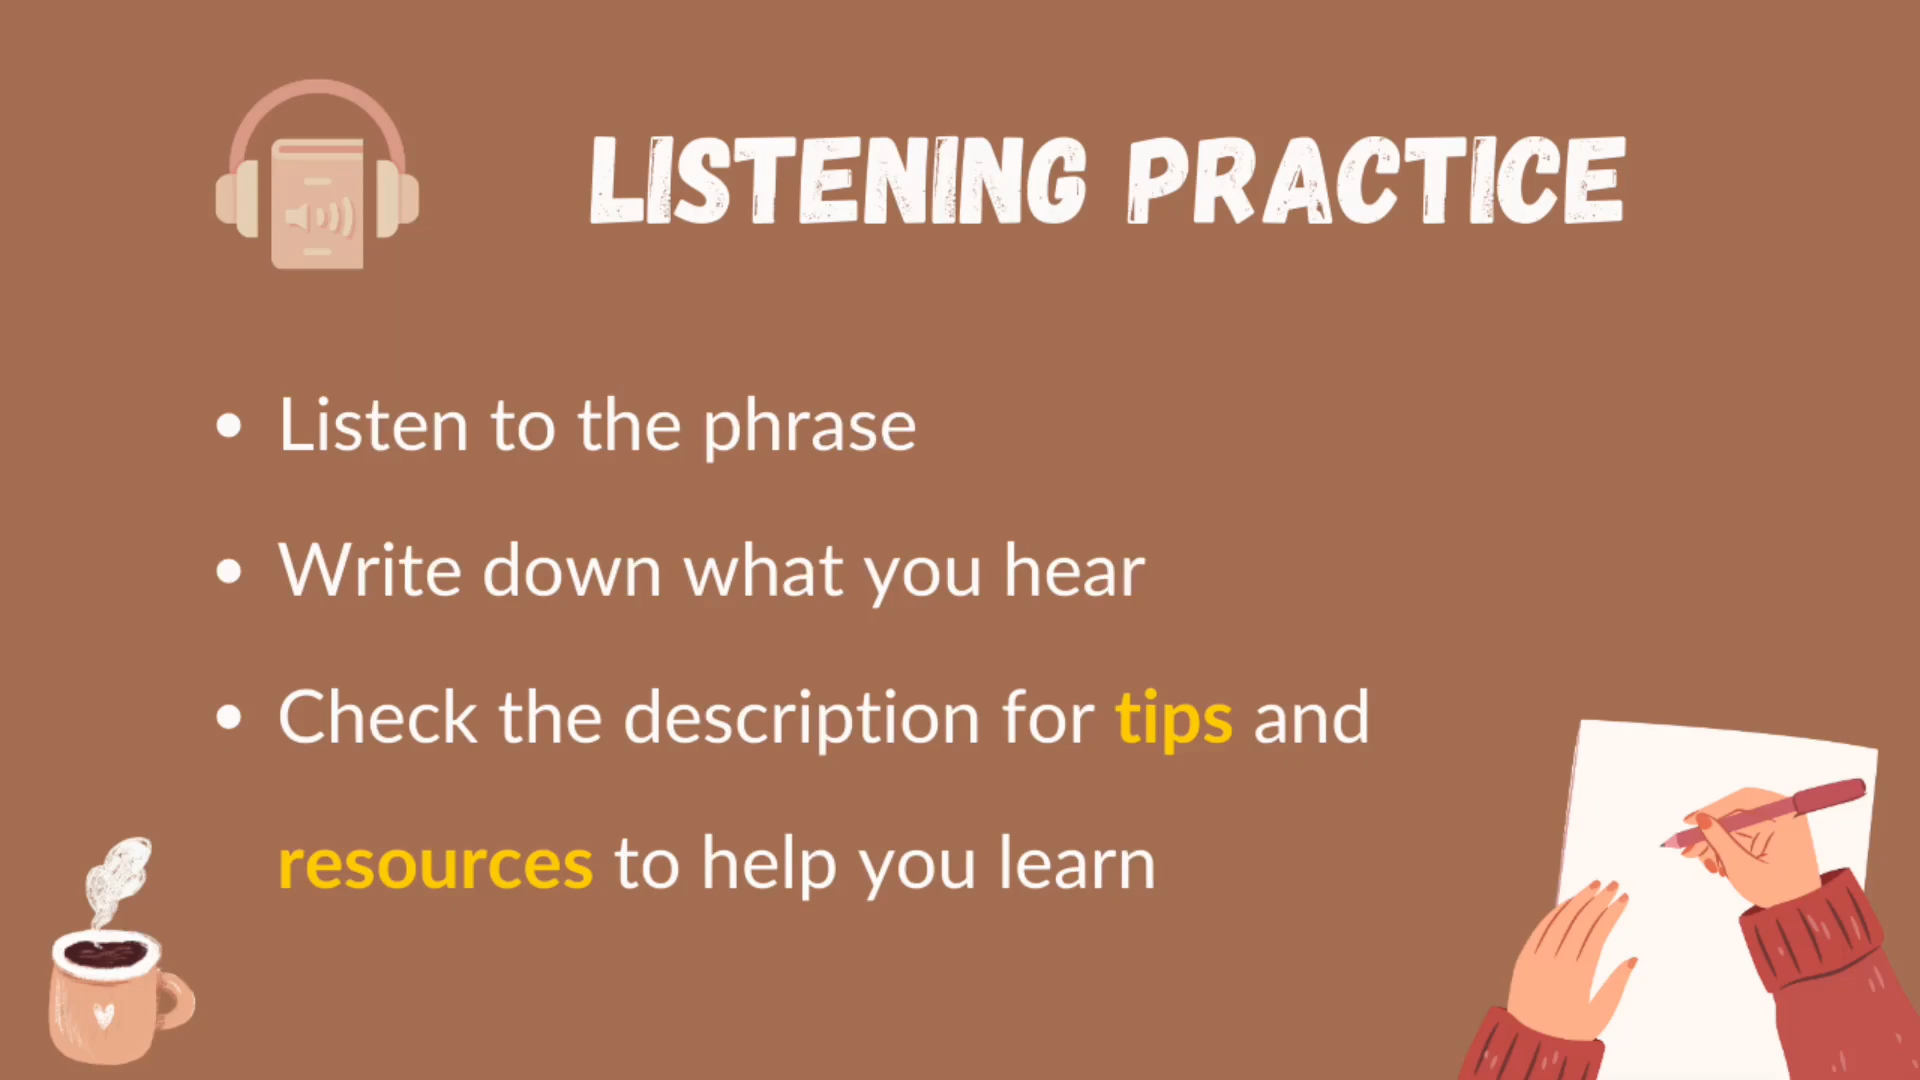 LISTENING PRACTICE
• Listen to the phrase
• Write down what you hear
• Check the description for tips and
resources to help you learn